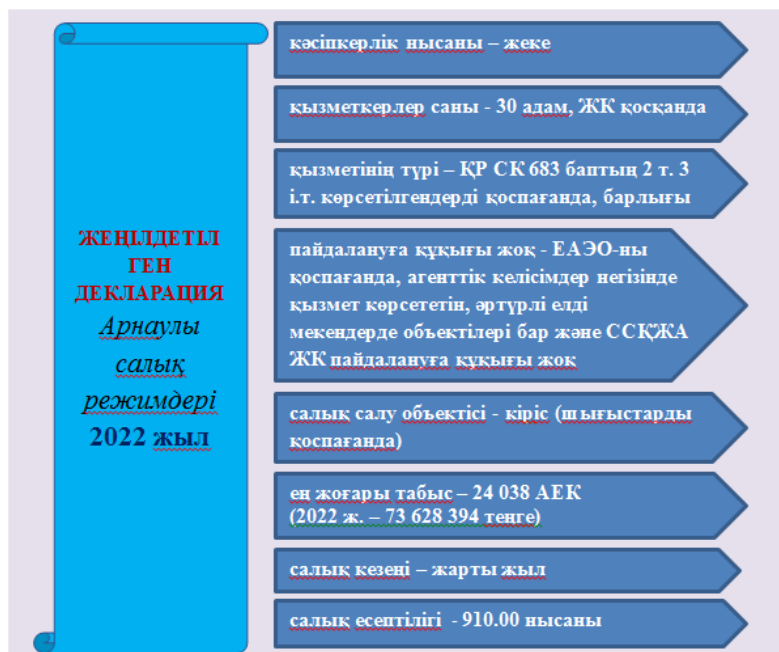 ЖЕҢІЛДЕТІЛ
ГЕН
ДЕКЛАРАЦИЯ
Арнаулы
салық
режимдері
2022 жыл
кәсіпкерлік нысаны – жеке
қызметкерлер саны - 30 адам, ЖК қосқанда
қызметінің түрі – ҚР СК 683 баптың 2 т. 3
і.т. көрсетілгендерді қоспағанда, барлығы
пайдалануға құқығы жоқ - ЕАЭО-ны
қоспағанда, агенттік келісімдер негізінде
қызмет көрсететін, әртүрлі елді
мекендерде объектілері бар және ССҚЖА
ЖК пайдалануға құқығы жоқ
салық салу объектісі - кіріс (шығыстарды
қоспағанда)
ең жоғары табыс – 24 038 АЕК
(2022 ж. – 73 628 394 теңге)
салық кезеңі – жарты жыл
салық есептілігі - 910.00 нысаны